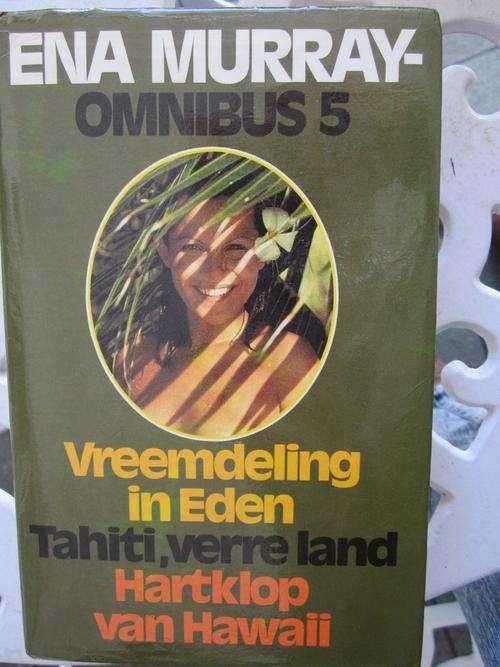 ENA MURRAY-
OMNIBUS 5
Vreemdeling
in Eden
Tahiti, verre land
Hartklop
van Hawaii